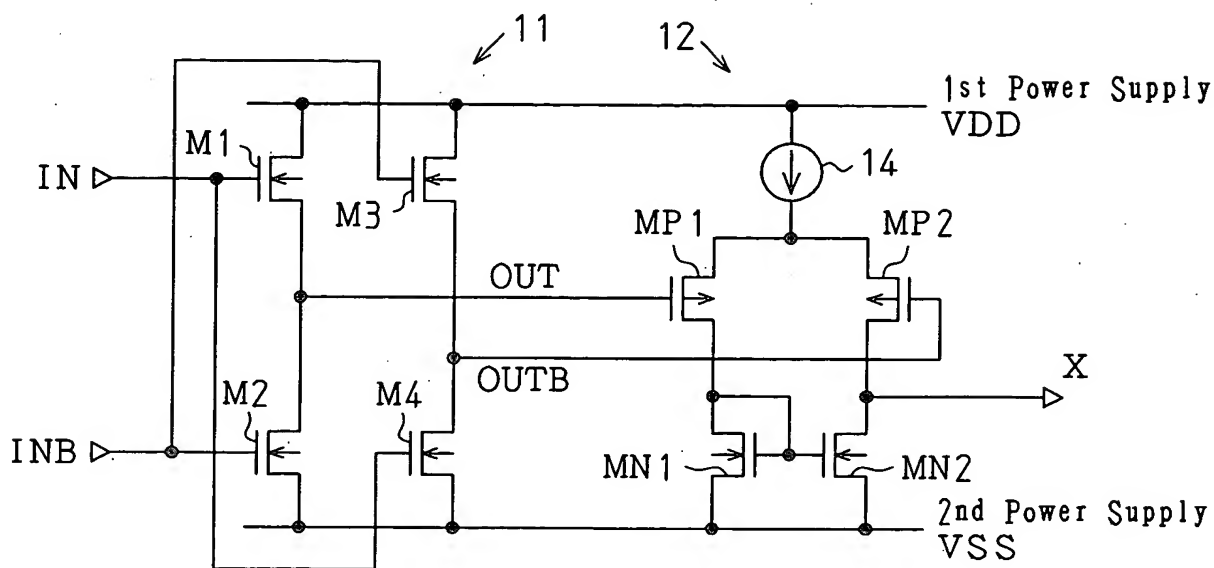 11
12
1st Power Supply
VDD
M1
IN
M3
14
MP1
MP2
OUT
OUTB
X
M2
M4
INB
MN1
MN2
2nd Power Supply
VSS